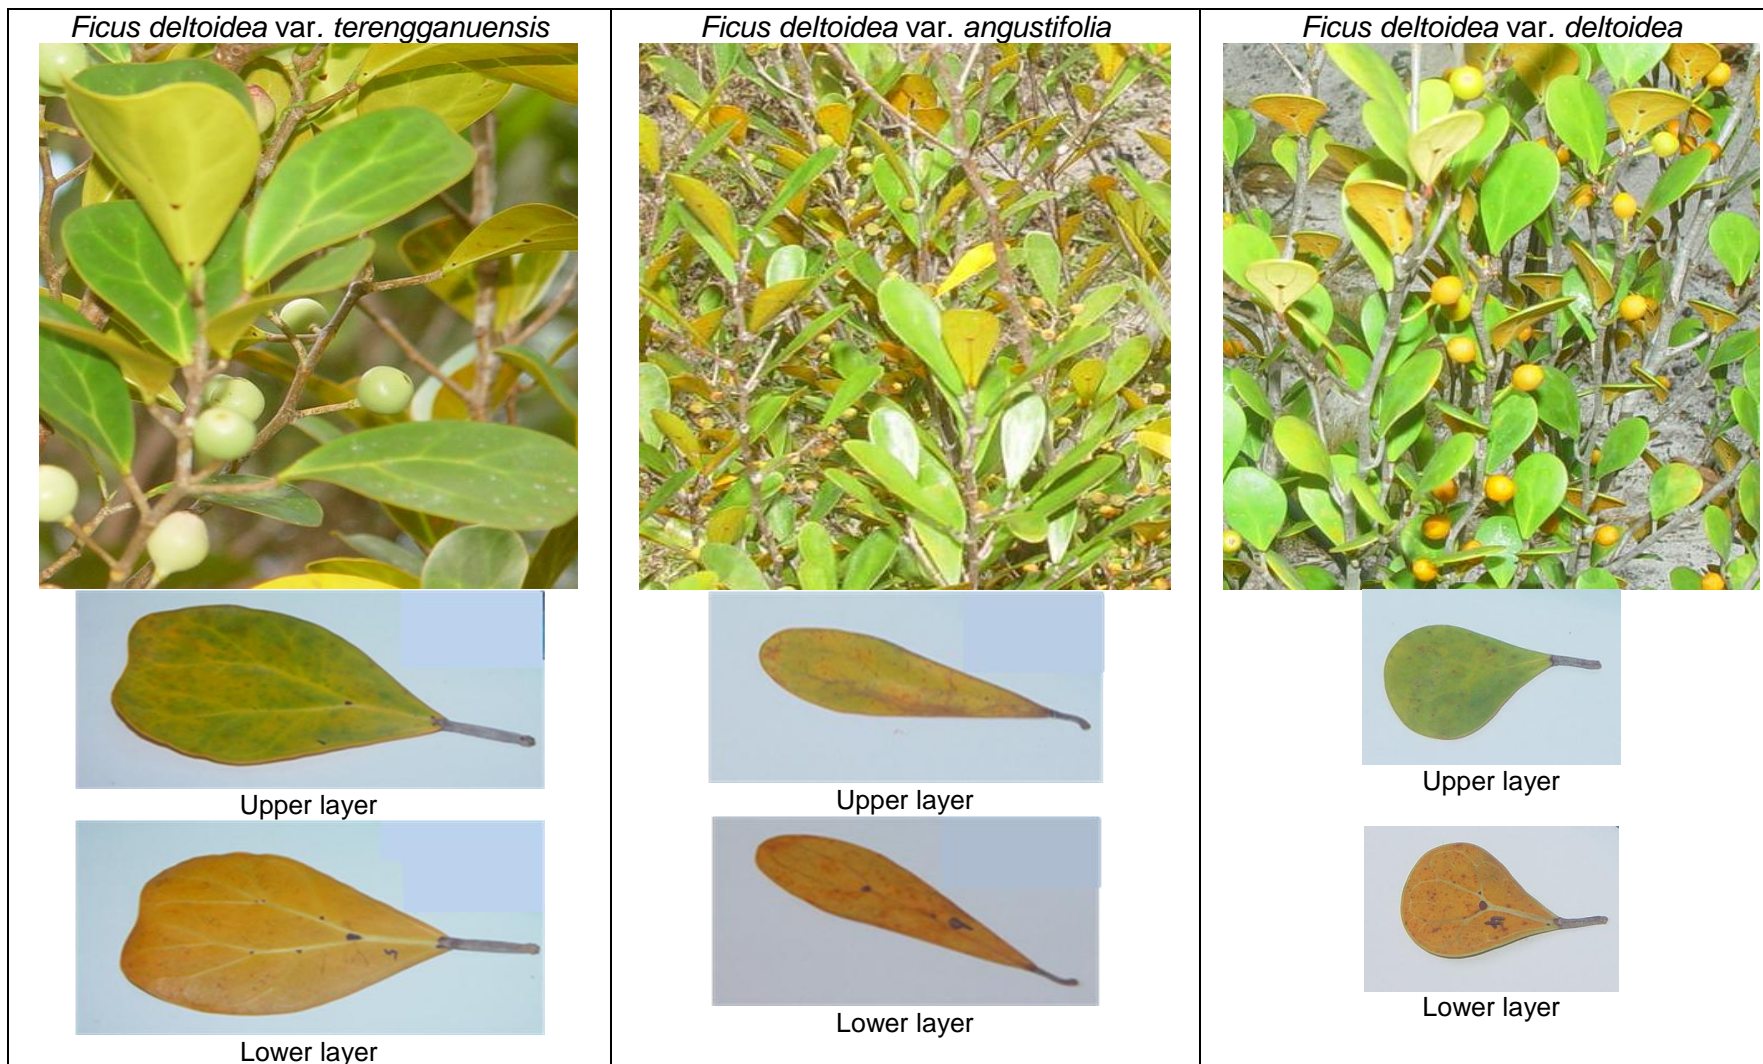 Ficus deltoidea var. terengganuensis
Upper layer
Lower layer
Ficus deltoidea var. angustifolia
Upper layer
Lower layer
Ficus deltoidea var. deltoidea
Upper layer
Lower layer